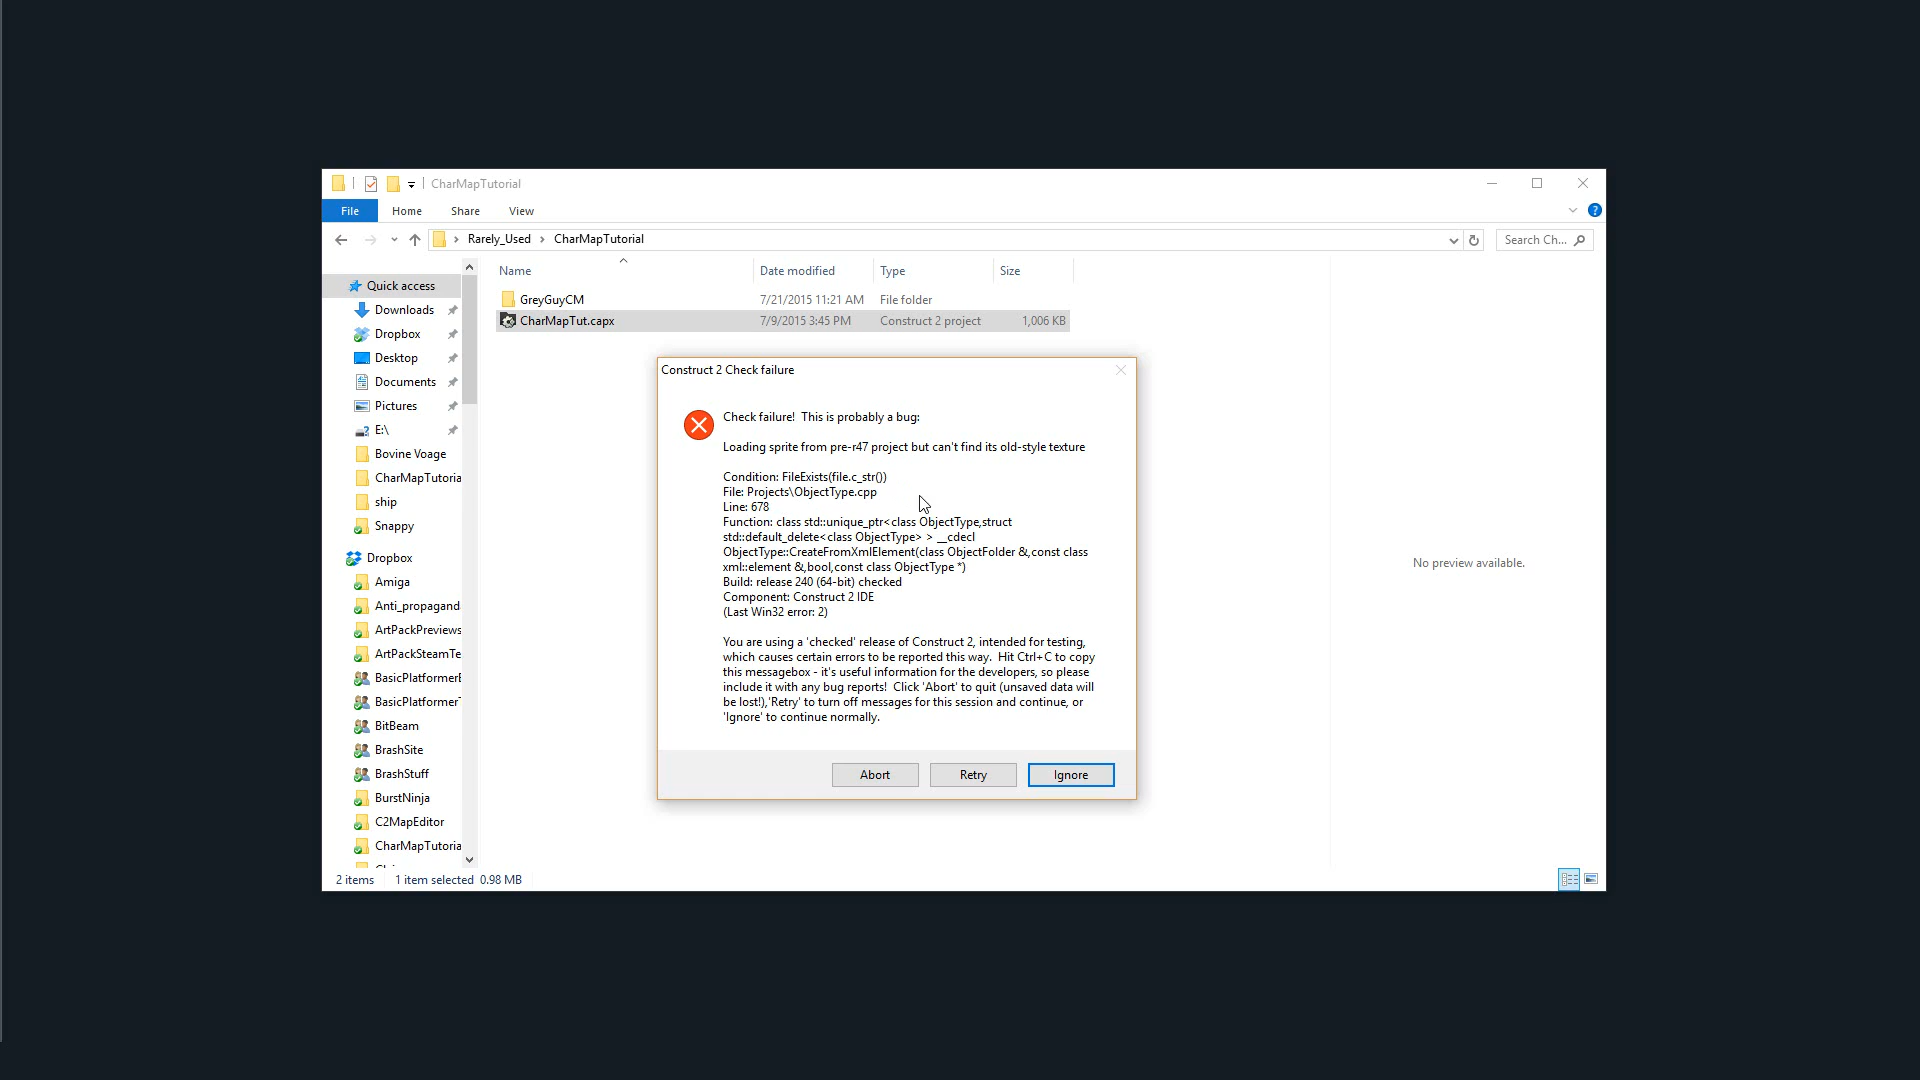 CharMapTutorial
File Home Share View
Rarely_Used CharMapTutorial
Search Ch...
Name Date modified Type Size
GreyGuyCM 7/21/2015 11:21 AM File folder
CharMapTut.capx 7/9/2015 3:45 PM Construct 2 project 1,006 KB
Quick access
Downloads
Dropbox
Desktop
Documents
Pictures
E:\
Bovine Voage
CharMapTutoria
ship
Snappy
Dropbox
Amiga
Anti_propagand
ArtPackPreviews
ArtPackSteamTe
BasicPlatformerE
BasicPlatformerT
BitBeam
BrashSite
BrashStuff
BurstNinja
C2MapEditor
CharMapTutoria
Construct 2 Check failure
Check failure! This is probably a bug:
Loading sprite from pre-r47 project but can't find its old-style texture
Condition: FileExists(file.c_str())
File: Projects\ObjectType.cpp
Line: 678
Function: class std::unique_ptr<class ObjectType,struct
std::default_delete<class ObjectType> > __cdecl
ObjectType::CreateFromXmlElement(class ObjectFolder &,const class
xml::element &,bool,const class ObjectType *)
Build: release 240 (64-bit) checked
Component: Construct 2 IDE
(Last Win32 error: 2)
You are using a 'checked' release of Construct 2, intended for testing,
which causes certain errors to be reported this way. Hit Ctrl+C to copy
this messagebox - it's useful information for the developers, so please
include it with any bug reports! Click 'Abort' to quit (unsaved data will
be lost!),'Retry' to turn off messages for this session and continue, or
'Ignore' to continue normally.
Abort Retry Ignore
No preview available.
2 items 1 item selected 0.98 MB